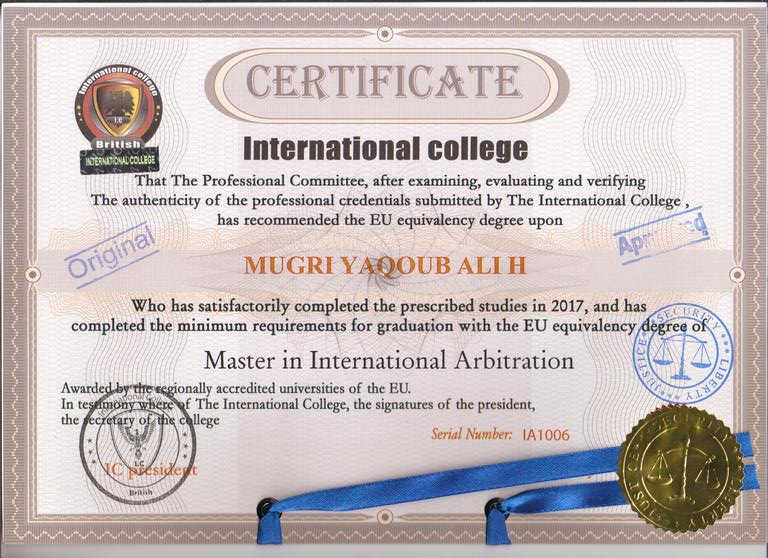 CERTIFICATE
International college
I.C
British
INTERNATIONAL COLLEGE
International college
That The Professional Committee, after examining, evaluating and verifying
The authenticity of the professional credentials submitted by The International College ,
has recommended the EU equivalency degree upon
Original
MUGRI YAQOUB ALI H
Who has satisfactorily completed the prescribed studies in 2017, and has
completed the minimum requirements for graduation with the EU equivalency degree of
Master in International Arbitration
JUSTICE SECURITY LIBERTY
Awarded by the regionally accredited universities of the EU.
In testimony where of The International College, the signatures of the president,
the secretary of the college
Serial Number: IA1006
International College
I.C
IC president
British